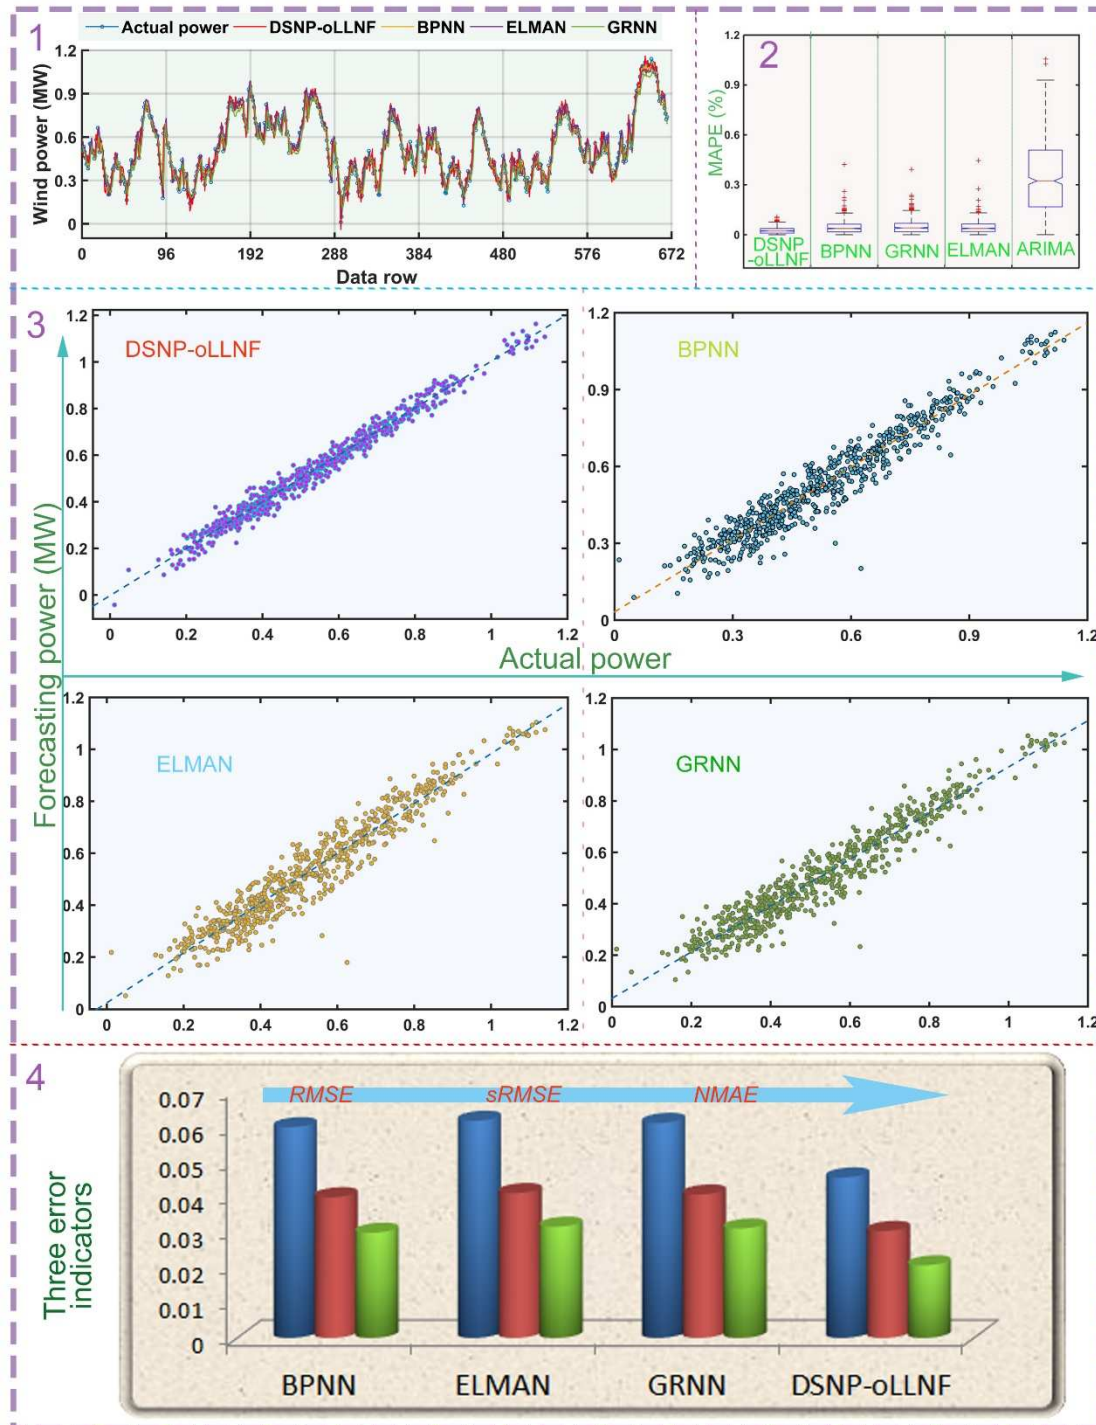 1
Actual power DSNP-oLLNF BPNN ELMAN GRNN
Wind power (MW)
1.2
0.9
0.6
0.3
0
0 96 192 288 384 480 576 672
Data row
2
MAPE (%)
1.2
0.9
0.6
0.3
0
DSNP
-oLLNF
BPNN
GRNN
ELMAN
ARIMA
3
Forecasting power (MW)
DSNP-oLLNF
1.2
1
0.8
0.6
0.4
0.2
0
0 0.2 0.4 0.6 0.8 1 1.2
BPNN
1.2
0.9
0.6
0.3
0
0 0.3 0.6 0.9 1.2
Actual power
ELMAN
1.2
1
0.8
0.6
0.4
0.2
0
0 0.2 0.4 0.6 0.8 1 1.2
GRNN
1.2
1
0.8
0.6
0.4
0.2
0
0 0.2 0.4 0.6 0.8 1 1.2
4
Three error
indicators
RMSE sRMSE NMAE
0.07
0.06
0.05
0.04
0.03
0.02
0.01
0
BPNN ELMAN GRNN DSNP-oLLNF